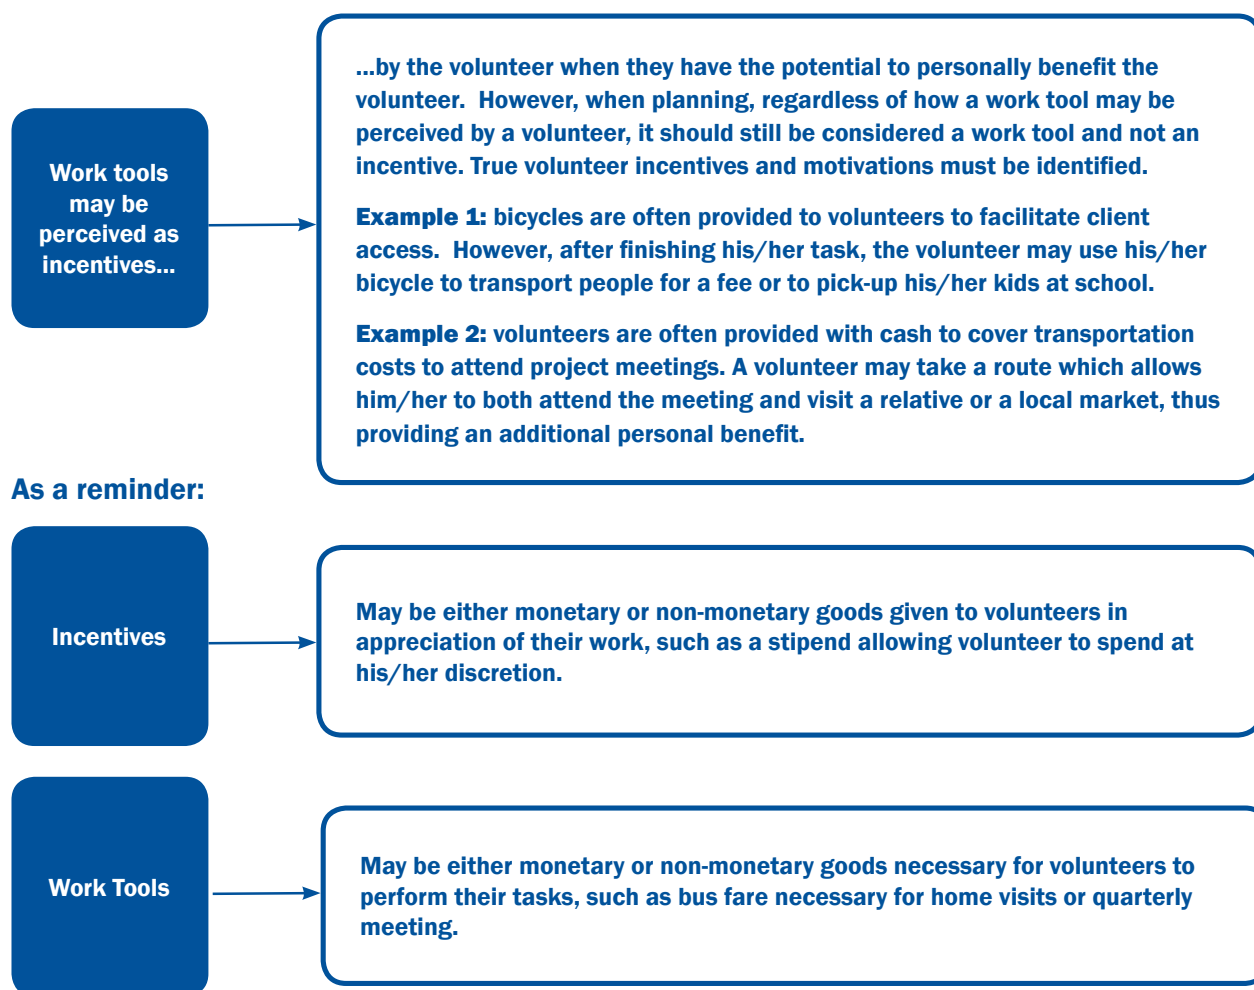 Work tools
may be
perceived as
incentives...
...by the volunteer when they have the potential to personally benefit the
volunteer.  However, when planning, regardless of how a work tool may be
perceived by a volunteer, it should still be considered a work tool and not an
incentive. True volunteer incentives and motivations must be identified.
Example 1: bicycles are often provided to volunteers to facilitate client
access.  However, after finishing his/her task, the volunteer may use his/her
bicycle to transport people for a fee or to pick-up his/her kids at school.
Example 2: volunteers are often provided with cash to cover transportation
costs to attend project meetings. A volunteer may take a route which allows
him/her to both attend the meeting and visit a relative or a local market, thus
providing an additional personal benefit.
As a reminder:
Incentives
May be either monetary or non-monetary goods given to volunteers in
appreciation of their work, such as a stipend allowing volunteer to spend at
his/her discretion.
Work Tools
May be either monetary or non-monetary goods necessary for volunteers to
perform their tasks, such as bus fare necessary for home visits or quarterly
meeting.